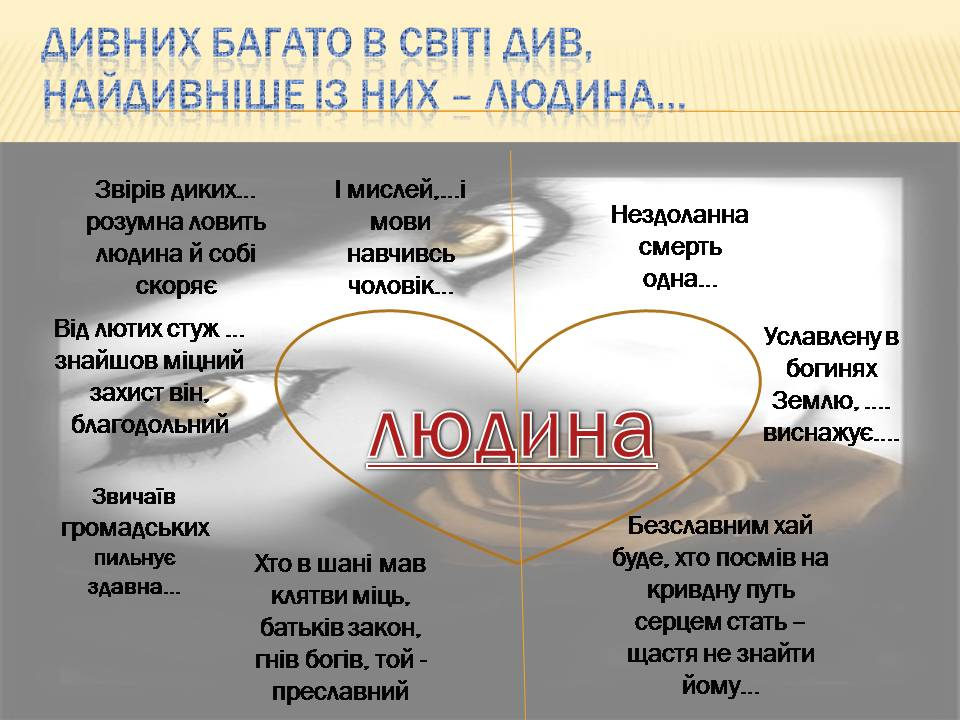 ДИВНИХ БАГАТО В СВІТІ ДИВ,
НАЙДИВНІШЕ ІЗ НИХ – ЛЮДИНА...
Звірів диких...
розумна ловить
людина й собі
скоряє
І мислей,...і
мови
навчивсь
чоловік...
Нездоланна
смерть
одна...
Від лютих стуж ...
знайшов міцний
захист він,
благодольний
Уславлену в
богинях
Землю, ....
виснажує....
людина
Звичаїв
громадських
пильнує
здавна...
Хто в шані мав
клятви міць,
батьків закон,
гнів богів, той -
преславний
Безславним хай
буде, хто посмів на
кривдну путь
серцем стать –
щастя не знайти
йому...